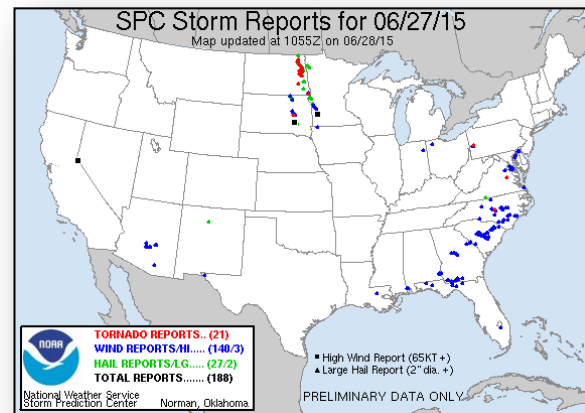 SPC Storm Reports for 06/27/15
Map updated at 1055Z on 06/28/15
NOAA
TORNADO REPORTS.. (21)
WIND REPORTS/HI..... (140/3)
HAIL REPORTS/LG..... (27/2)
TOTAL REPORTS....... (188)
National Weather Service
Storm Prediction Center Norman, Oklahoma
High Wind Report (65KT +)
Large Hail Report (2" dia. +)
PRELIMINARY DATA ONLY